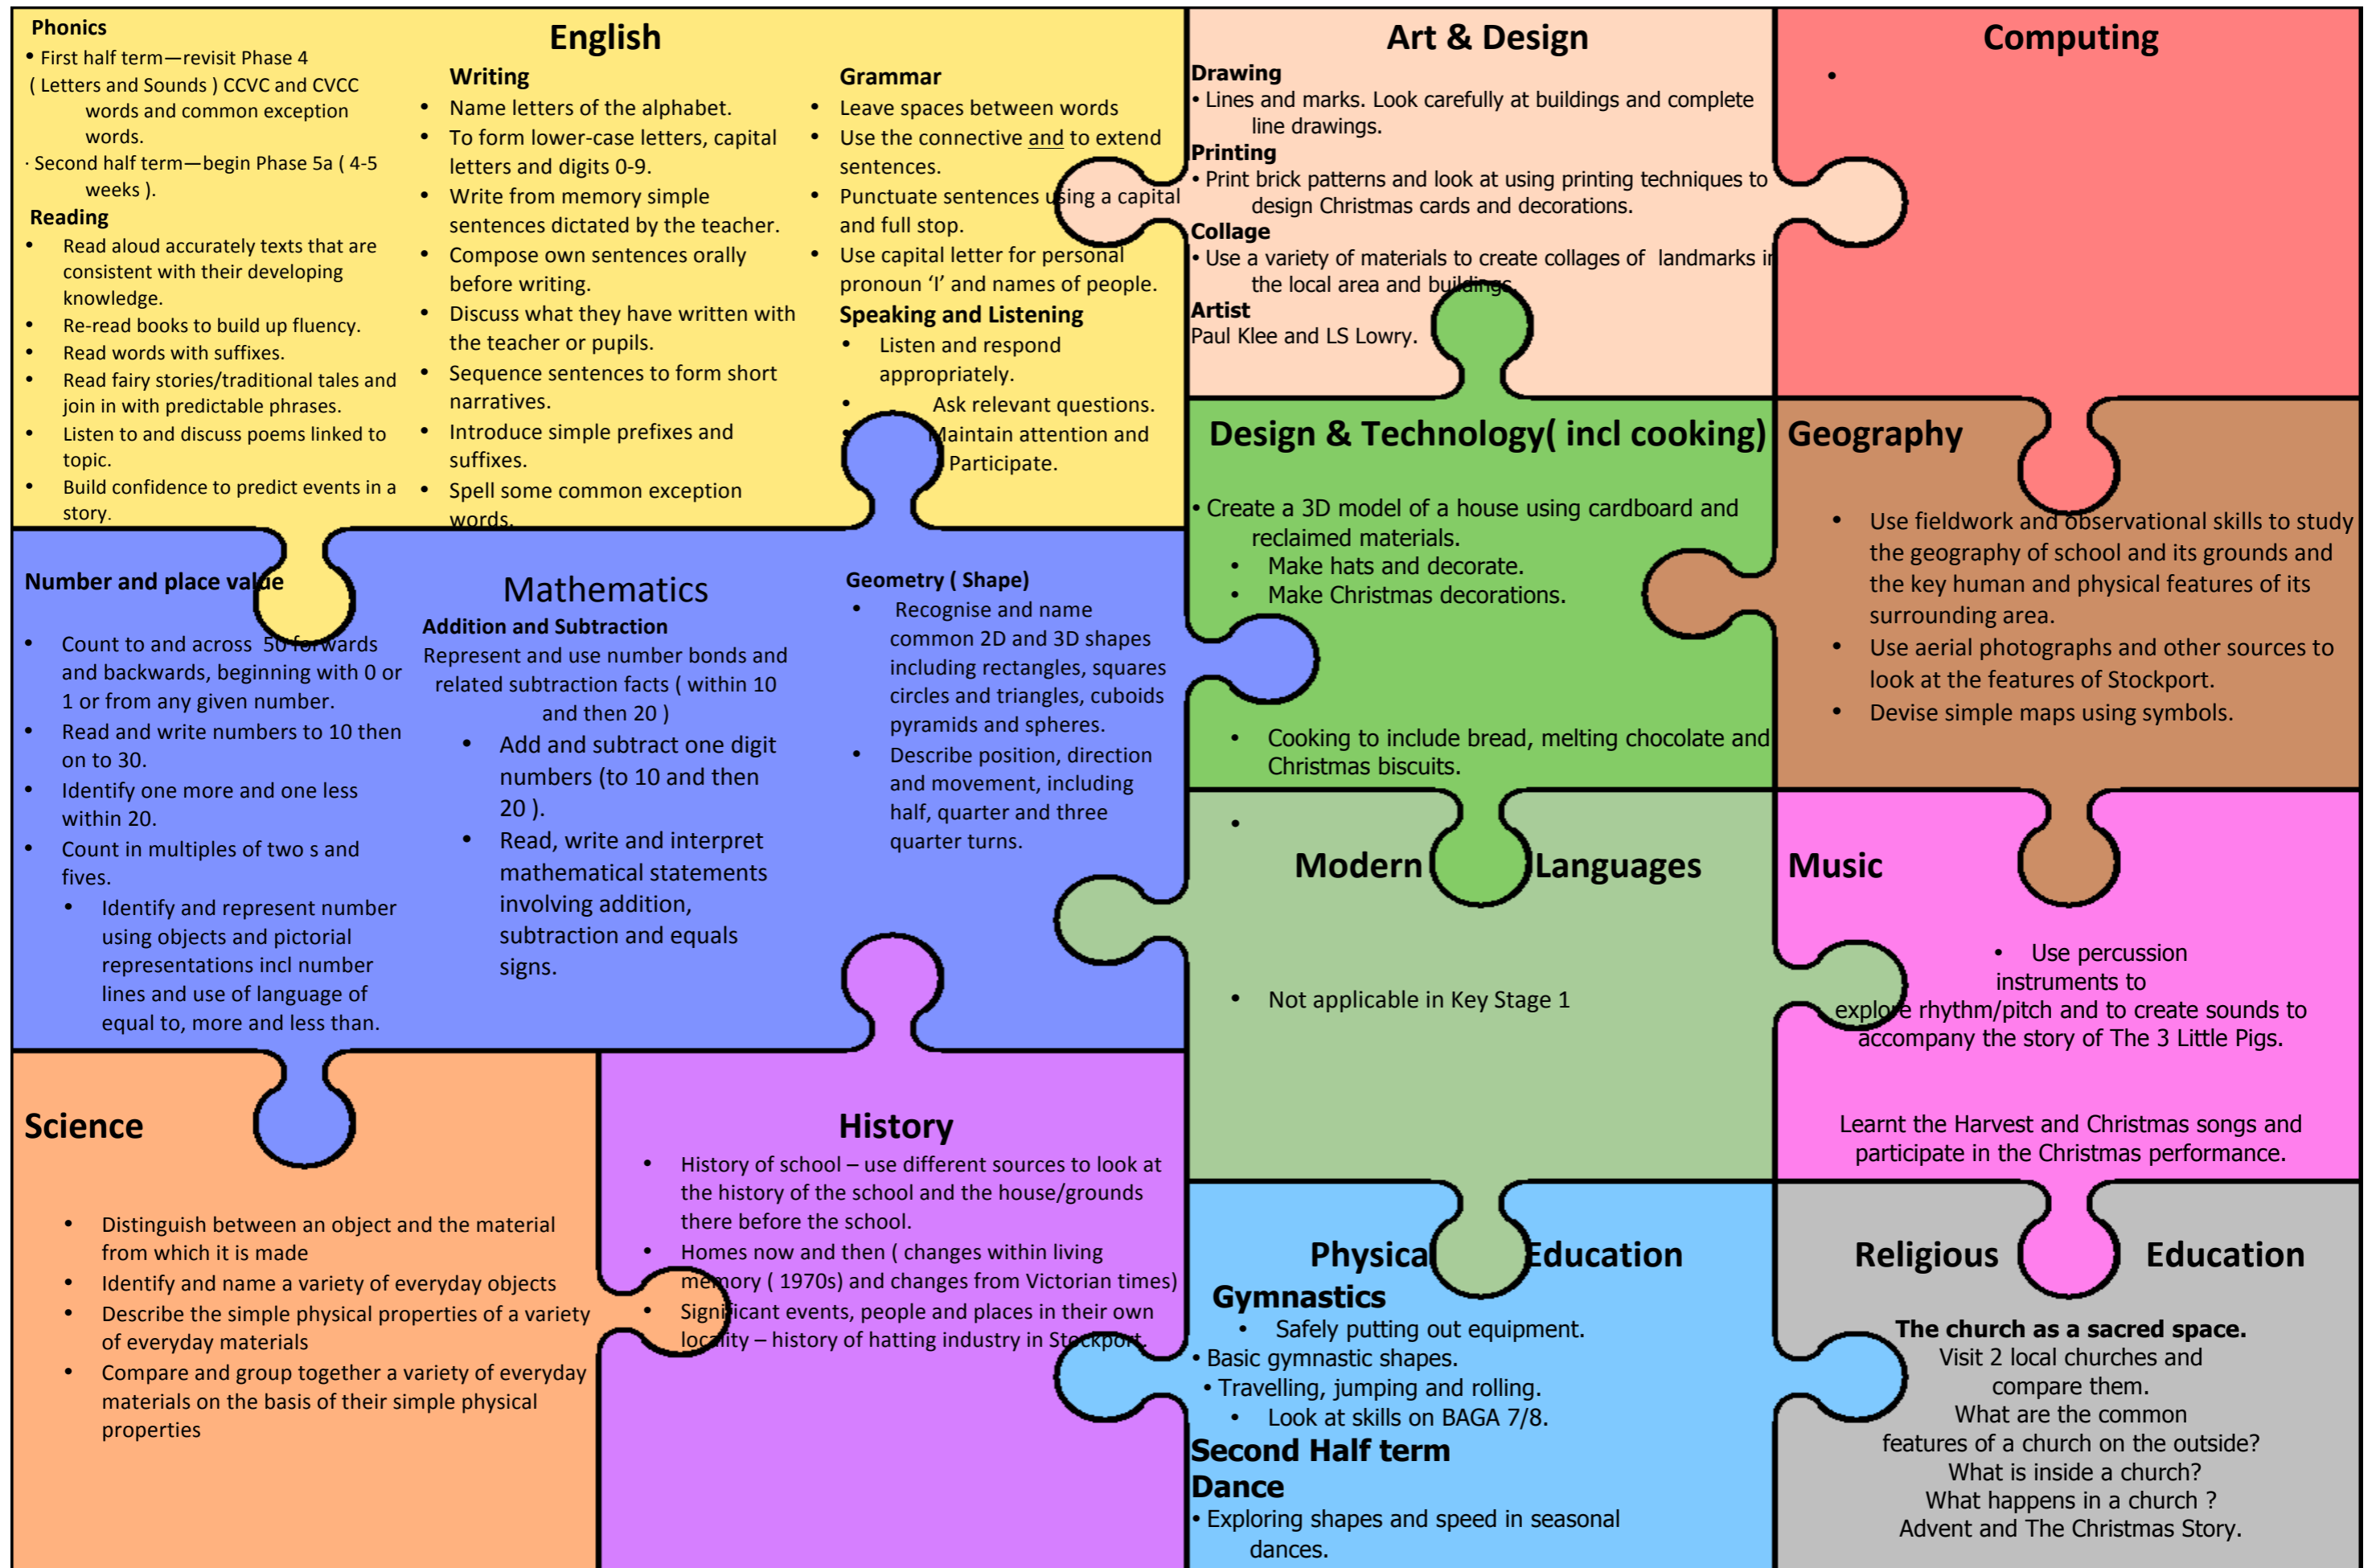 English
Phonics
• First half term—revisit Phase 4
( Letters and Sounds ) CCVC and CVCC
words and common exception
words.
· Second half term—begin Phase 5a ( 4-5
weeks ).
Reading
• Read aloud accurately texts that are
consistent with their developing
knowledge.
• Re-read books to build up fluency.
• Read words with suffixes.
• Read fairy stories/traditional tales and
join in with predictable phrases.
• Listen to and discuss poems linked to
topic.
• Build confidence to predict events in a
story.
Writing
• Name letters of the alphabet.
• To form lower-case letters, capital
letters and digits 0-9.
• Write from memory simple
sentences dictated by the teacher.
• Compose own sentences orally
before writing.
• Discuss what they have written with
the teacher or pupils.
• Sequence sentences to form short
narratives.
• Introduce simple prefixes and
suffixes.
• Spell some common exception
words.
Grammar
• Leave spaces between words
• Use the connective and to extend
sentences.
• Punctuate sentences using a capital
and full stop.
• Use capital letter for personal
pronoun ‘I’ and names of people.
Speaking and Listening
• Listen and respond
appropriately.
• Ask relevant questions.
• Maintain attention and
Participate.
Art & Design
Drawing
• Lines and marks. Look carefully at buildings and complete
line drawings.
Printing
• Print brick patterns and look at using printing techniques to
design Christmas cards and decorations.
Collage
• Use a variety of materials to create collages of landmarks in
the local area and buildings.
Artist
Paul Klee and LS Lowry.
Computing
•
Mathematics
Number and place value
• Count to and across 50 forwards
and backwards, beginning with 0 or
1 or from any given number.
• Read and write numbers to 10 then
on to 30.
• Identify one more and one less
within 20.
• Count in multiples of two s and
fives.
• Identify and represent number
using objects and pictorial
representations incl number
lines and use of language of
equal to, more and less than.
Addition and Subtraction
Represent and use number bonds and
related subtraction facts ( within 10
and then 20 )
• Add and subtract one digit
numbers (to 10 and then
20 ).
• Read, write and interpret
mathematical statements
involving addition,
subtraction and equals
signs.
Geometry ( Shape)
• Recognise and name
common 2D and 3D shapes
including rectangles, squares
circles and triangles, cuboids
pyramids and spheres.
• Describe position, direction
and movement, including
half, quarter and three
quarter turns.
Design & Technology( incl cooking)
• Create a 3D model of a house using cardboard and
reclaimed materials.
• Make hats and decorate.
• Make Christmas decorations.
• Cooking to include bread, melting chocolate and
Christmas biscuits.
Geography
• Use fieldwork and observational skills to study
the geography of school and its grounds and
the key human and physical features of its
surrounding area.
• Use aerial photographs and other sources to
look at the features of Stockport.
• Devise simple maps using symbols.
•
Modern Languages
• Not applicable in Key Stage 1
Music
• Use percussion
instruments to
explore rhythm/pitch and to create sounds to
accompany the story of The 3 Little Pigs.
Learnt the Harvest and Christmas songs and
participate in the Christmas performance.
Science
• Distinguish between an object and the material
from which it is made
• Identify and name a variety of everyday objects
• Describe the simple physical properties of a variety
of everyday materials
• Compare and group together a variety of everyday
materials on the basis of their simple physical
properties
History
• History of school – use different sources to look at
the history of the school and the house/grounds
there before the school.
• Homes now and then ( changes within living
memory ( 1970s) and changes from Victorian times)
• Significant events, people and places in their own
locality – history of hatting industry in Stockport.
Physical Education
Gymnastics
• Safely putting out equipment.
• Basic gymnastic shapes.
• Travelling, jumping and rolling.
• Look at skills on BAGA 7/8.
Second Half term
Dance
• Exploring shapes and speed in seasonal
dances.
Religious Education
The church as a sacred space.
Visit 2 local churches and
compare them.
What are the common
features of a church on the outside?
What is inside a church?
What happens in a church ?
Advent and The Christmas Story.